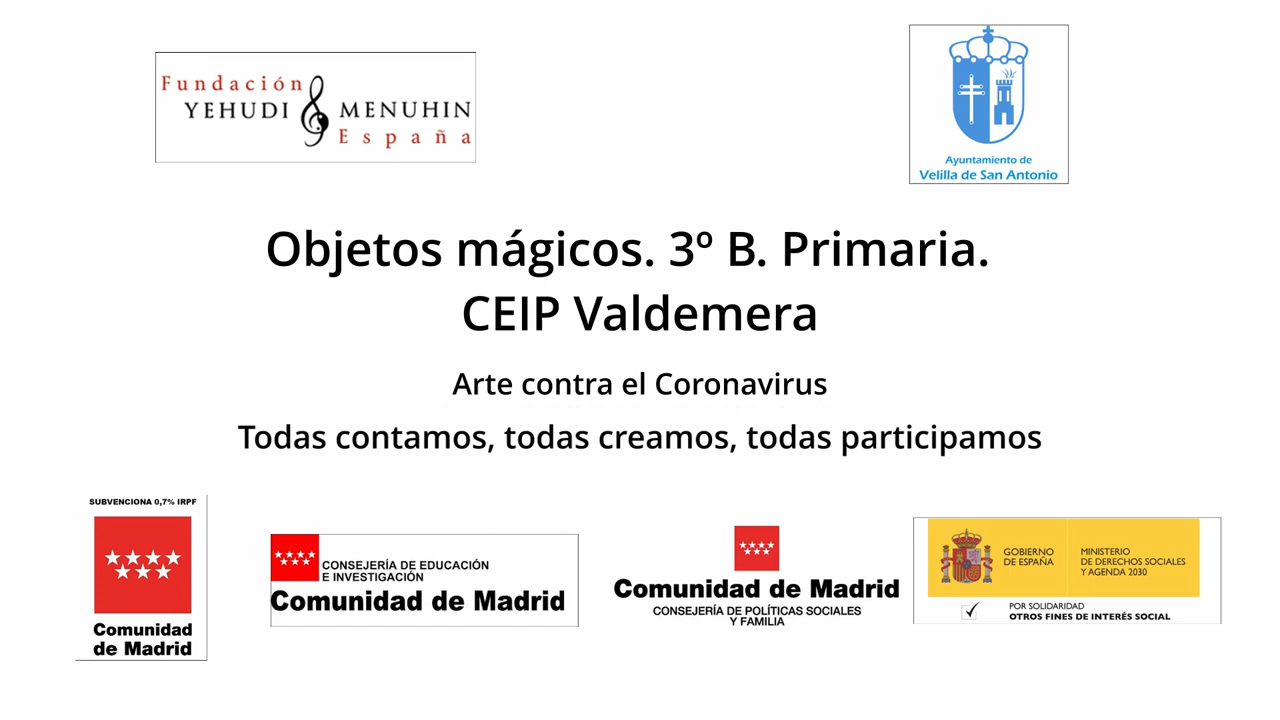 Fundación
YEHUDI MENUHIN
España
Ayuntamiento de
Velilla de San Antonio
Objetos mágicos. 3º B. Primaria.
CEIP Valdemera
Arte contra el Coronavirus
Todas contamos, todas creamos, todas participamos
SUBVENCIONA 0,7% IRPF
Comunidad
de Madrid
CONSEJERÍA DE EDUCACIÓN
E INVESTIGACIÓN
Comunidad de Madrid
Comunidad de Madrid
CONSEJERÍA DE POLÍTICAS SOCIALES
Y FAMILIA
GOBIERNO
DE ESPAÑA
MINISTERIO
DE DERECHOS SOCIALES
Y AGENDA 2030
POR SOLIDARIDAD
OTROS FINES DE INTERÉS SOCIAL